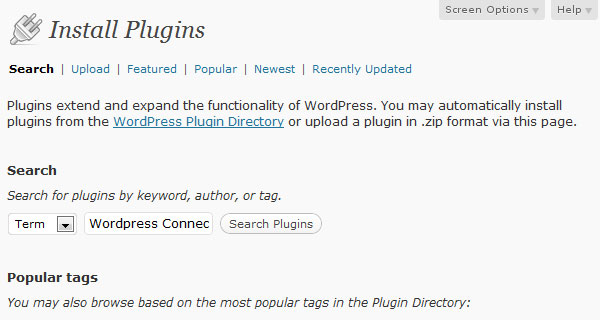 Screen Options Help
Install Plugins
Search | Upload | Featured | Popular | Newest | Recently Updated
Plugins extend and expand the functionality of WordPress. You may automatically install
plugins from the WordPress Plugin Directory or upload a plugin in .zip format via this page.
Search
Search for plugins by keyword, author, or tag.
Term Wordpress Connec Search Plugins
Popular tags
You may also browse based on the most popular tags in the Plugin Directory: